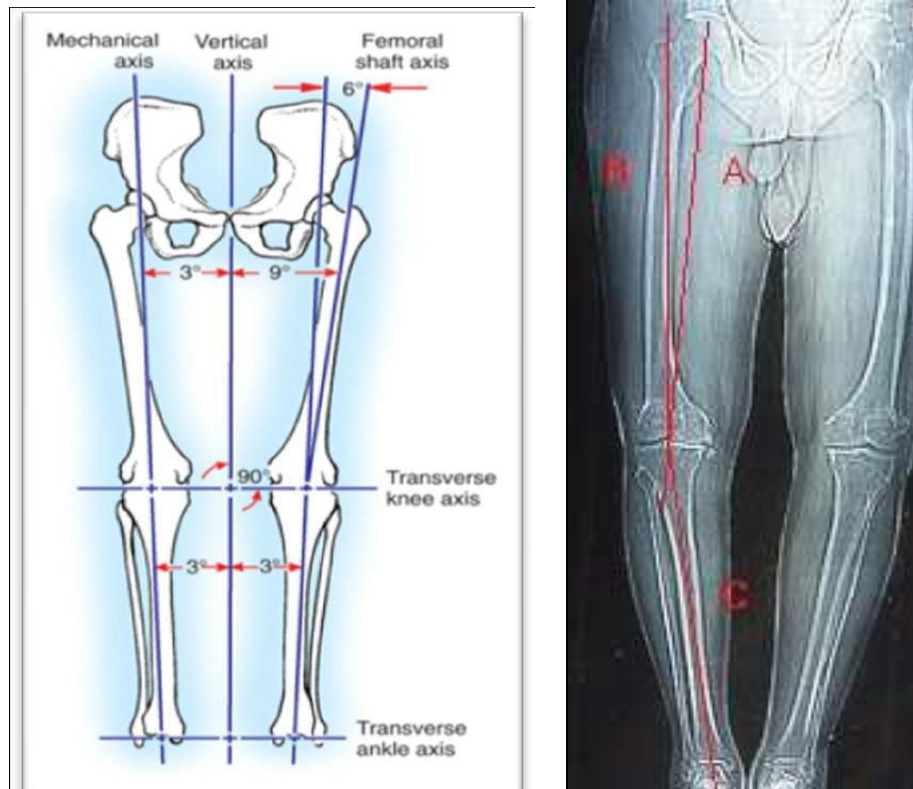 Mechanical
axis
Vertical
axis
Femoral
shaft axis
6°
3°
9°
90°
Transverse
knee axis
3°
3°
Transverse
ankle axis
B
A
C